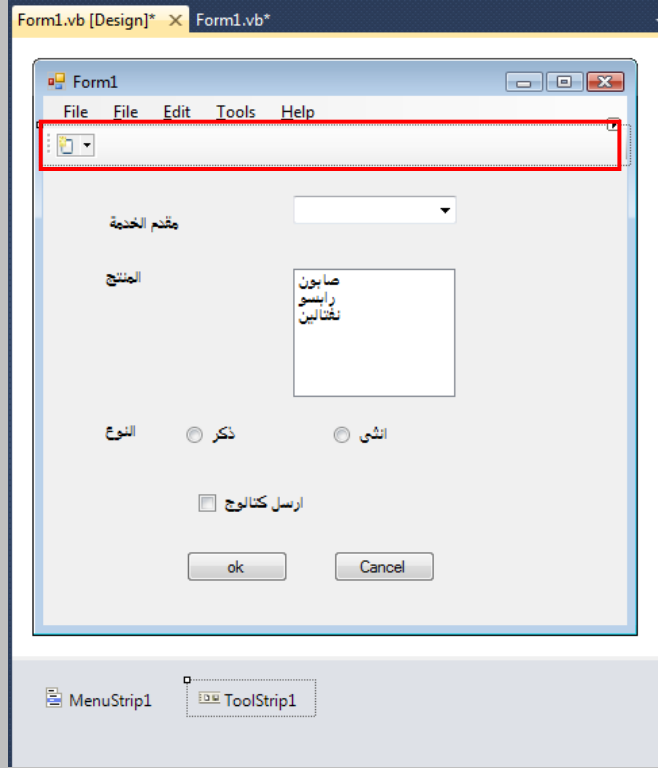 Form1.vb [Design]* Form1.vb*
Form1
File File Edit Tools Help
مقدم الخدمة
المنتج
صابون
رابسو
نفتالين
النوع ذكر انثى
ارسل كتالوج
ok Cancel
MenuStrip1 ToolStrip1